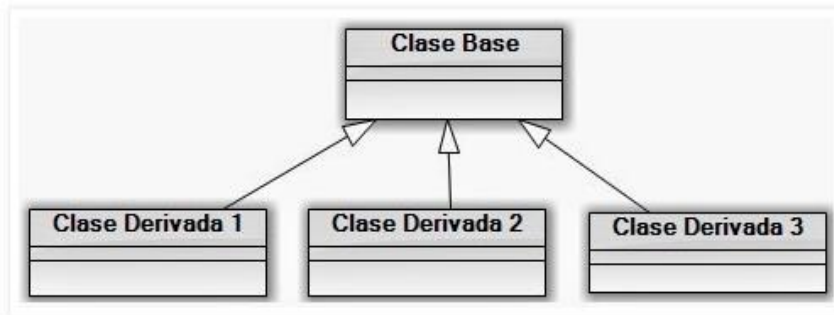 Clase Base
Clase Derivada 1
Clase Derivada 2
Clase Derivada 3